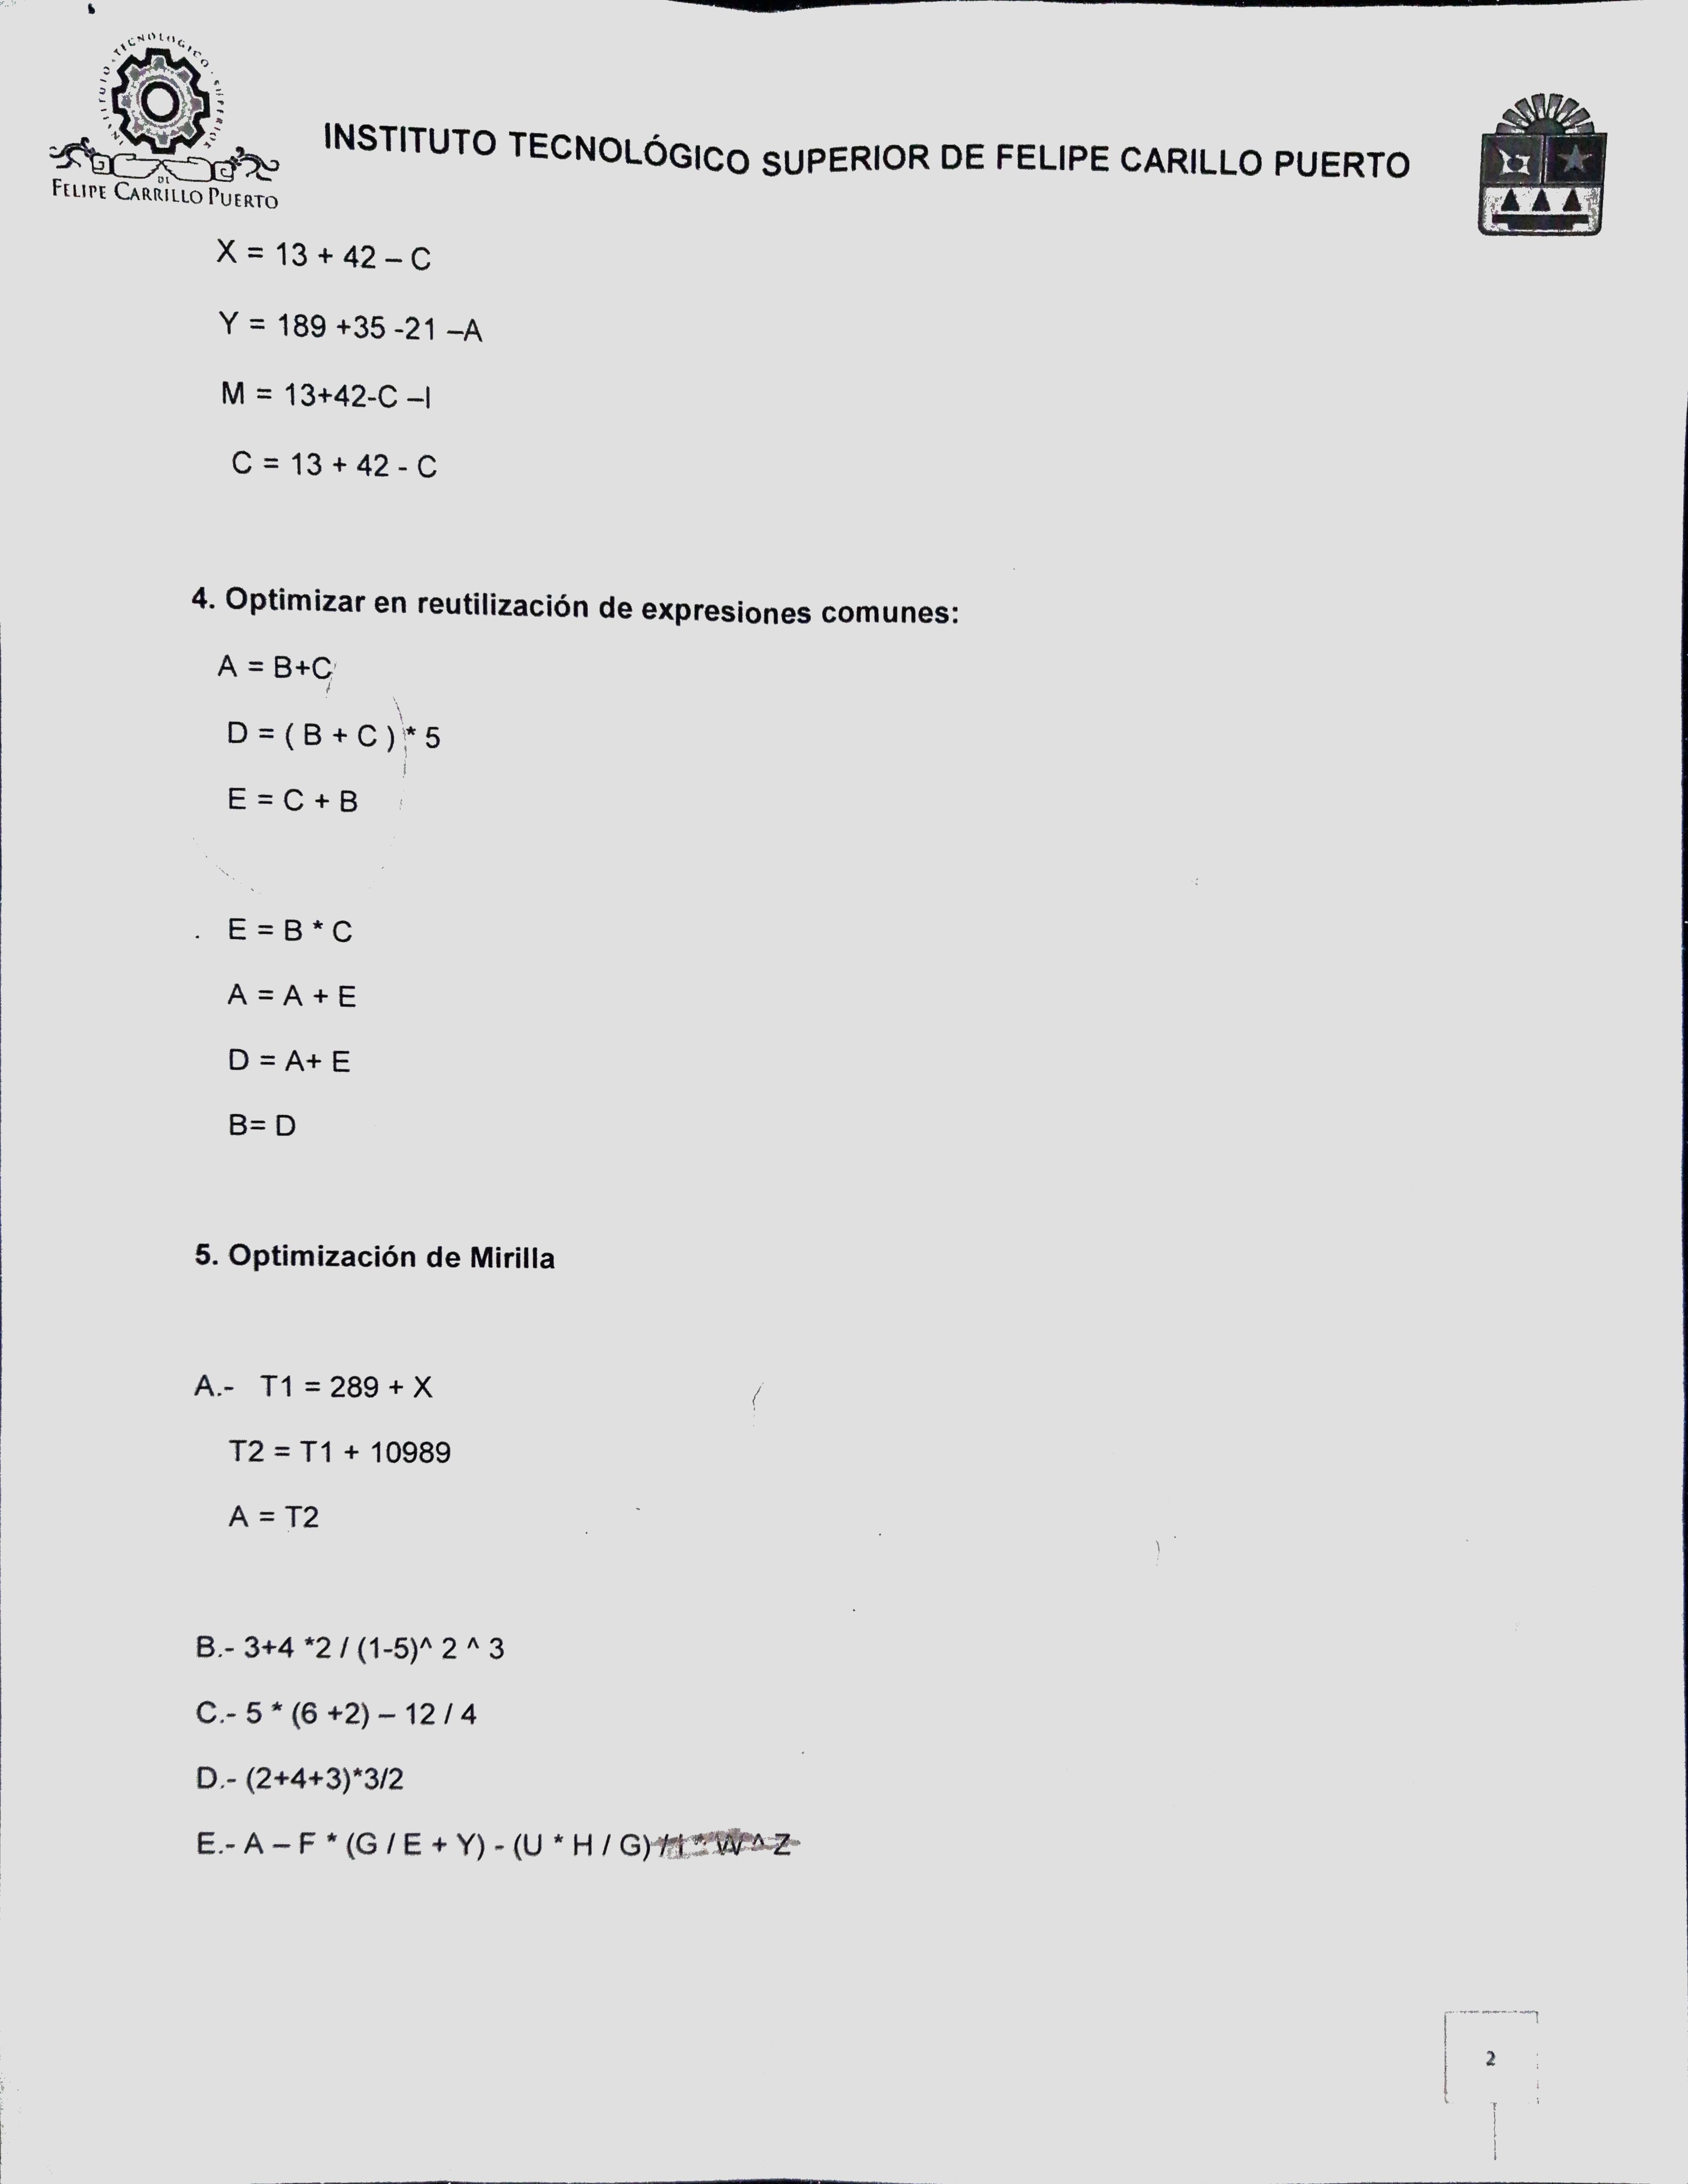 INSTITUTO TECNOLOGICO SUPERIOR
DE
FELIPE CARRILLO PUERTO
INSTITUTO TECNOLÓGICO SUPERIOR DE FELIPE CARILLO PUERTO
X = 13 + 42 – C
Y = 189 +35 -21 –A
M = 13+42-C –I
C = 13 + 42 - C
4. Optimizar en reutilización de expresiones comunes:
A = B+C
D = ( B + C ) * 5
E = C + B
E = B * C
A = A + E
D = A+ E
B= D
5. Optimización de Mirilla
A.- T1 = 289 + X
T2 = T1 + 10989
A = T2
B.- 3+4 *2 / (1-5)^ 2 ^ 3
C.- 5 * (6 +2) – 12 / 4
D.- (2+4+3)*3/2
E.- A – F * (G / E + Y) - (U * H / G) / I * W ^ Z
2